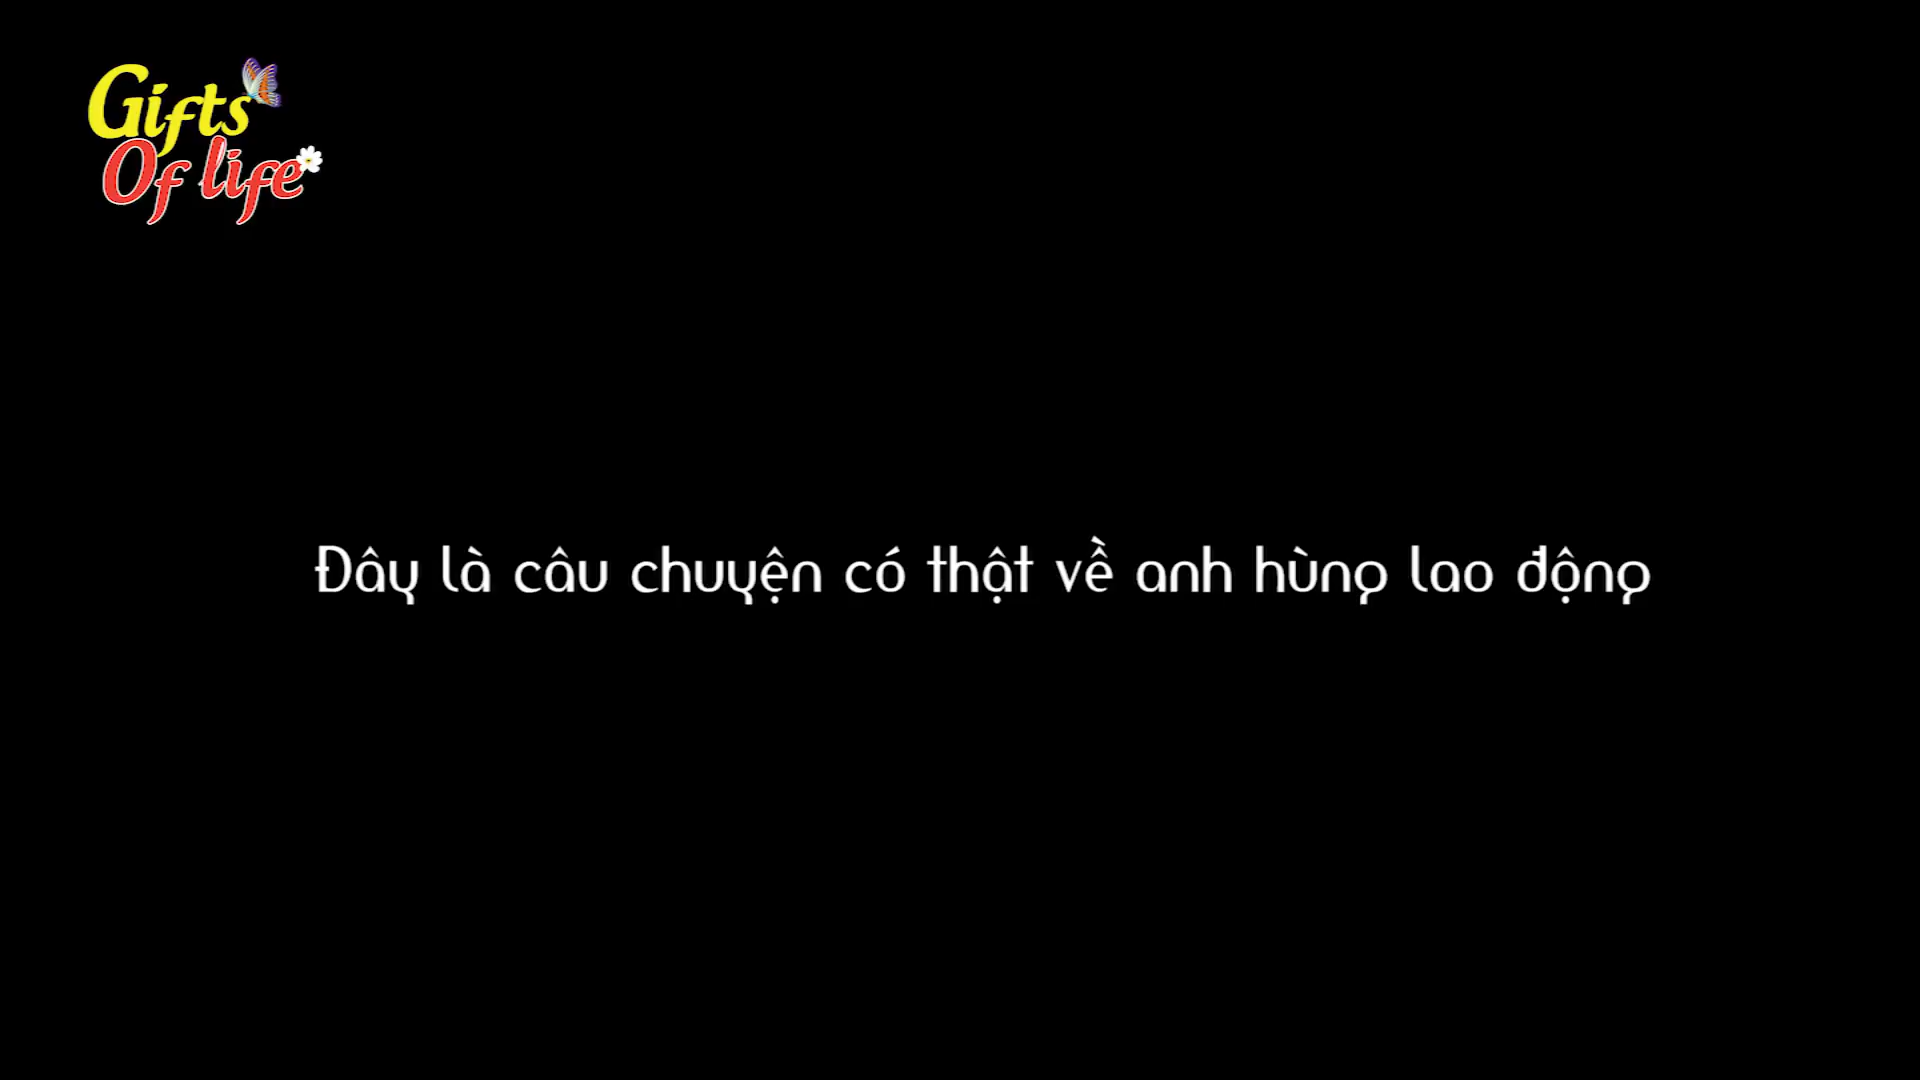 Gifts
Of life
Đây là câu chuyện có thật về anh hùng lao động